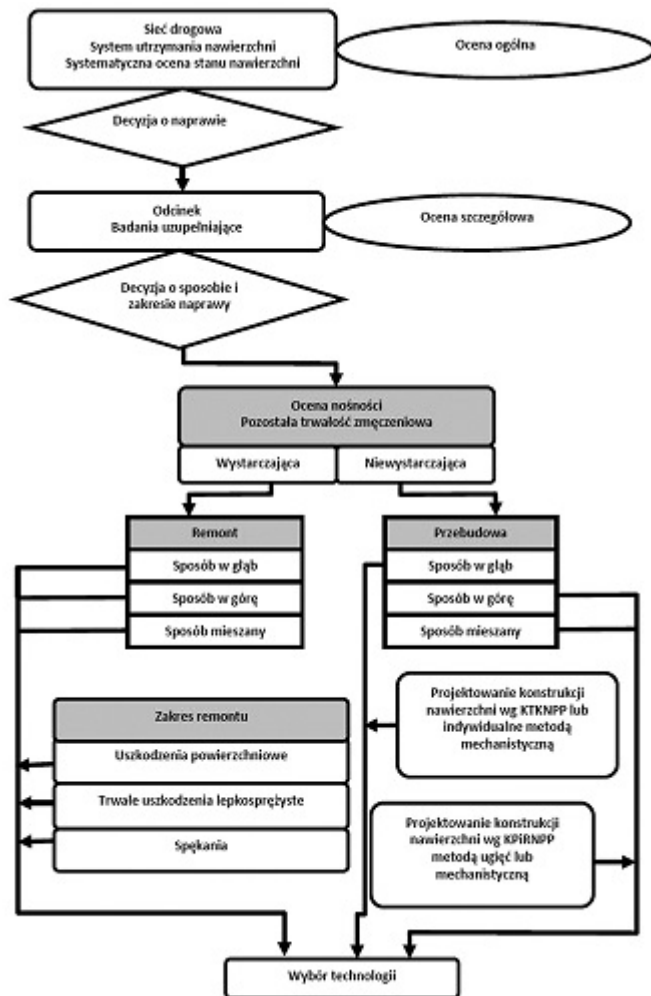 Sieć drogowa
System utrzymania nawierzchni
Systematyczna ocena stanu nawierzchni
Ocena ogólna
Decyzja o naprawie
Odcinek
Badania uzupełniające
Ocena szczegółowa
Decyzja o sposobie i
zakresie naprawy
Ocena nośności
Pozostała trwałość zmęczeniowa
Wystarczająca
Niewystarczająca
Remont
Sposób w głąb
Sposób w górę
Sposób mieszany
Przebudowa
Sposób w głąb
Sposób w górę
Sposób mieszany
Zakres remontu
Uszkodzenia powierzchniowe
Trwałe uszkodzenia lepkosprężyste
Spękania
Projektowanie konstrukcji
nawierzchni wg KTKNPP lub
indywidualne metodą
mechanistyczną
Projektowanie konstrukcji
nawierzchni wg KPiRNPP
metodą ugięć lub
mechanistyczną
Wybór technologii